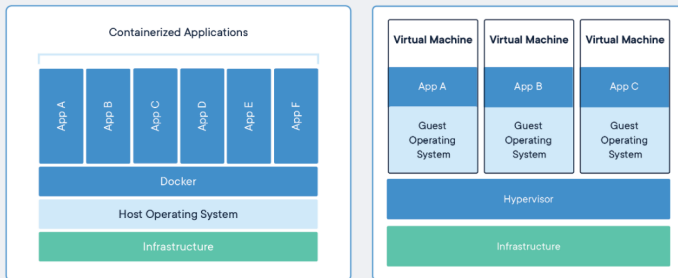 Containerized Applications
App A
App B
App C
App D
App E
App F
Docker
Host Operating System
Infrastructure
Virtual Machine
App A
Guest
Operating
System
Virtual Machine
App B
Guest
Operating
System
Virtual Machine
App C
Guest
Operating
System
Hypervisor
Infrastructure